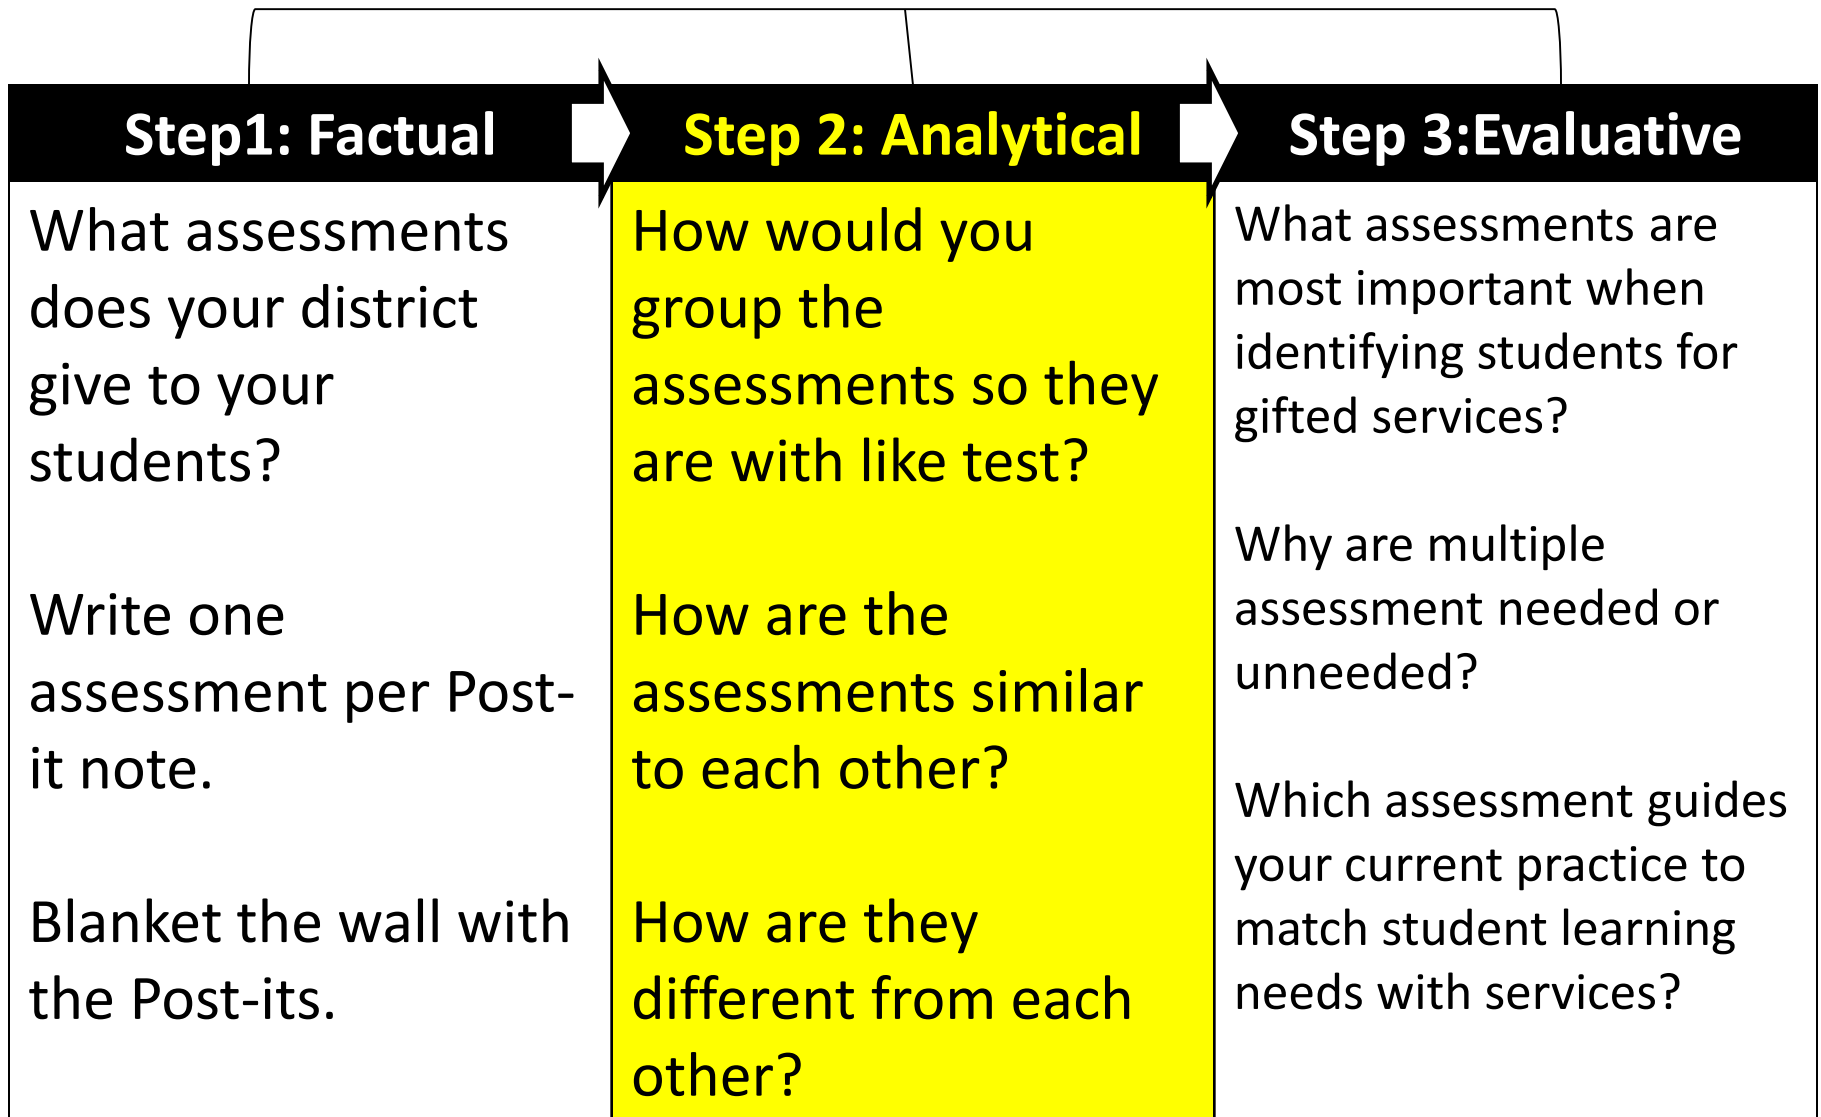 Step1: Factual
What assessments
does your district
give to your
students?
Write one
assessment per Post-
it note.
Blanket the wall with
the Post-its.
Step 2: Analytical
How would you
group the
assessments so they
are with like test?
How are the
assessments similar
to each other?
How are they
different from each
other?
Step 3:Evaluative
What assessments are
most important when
identifying students for
gifted services?
Why are multiple
assessment needed or
unneeded?
Which assessment guides
your current practice to
match student learning
needs with services?